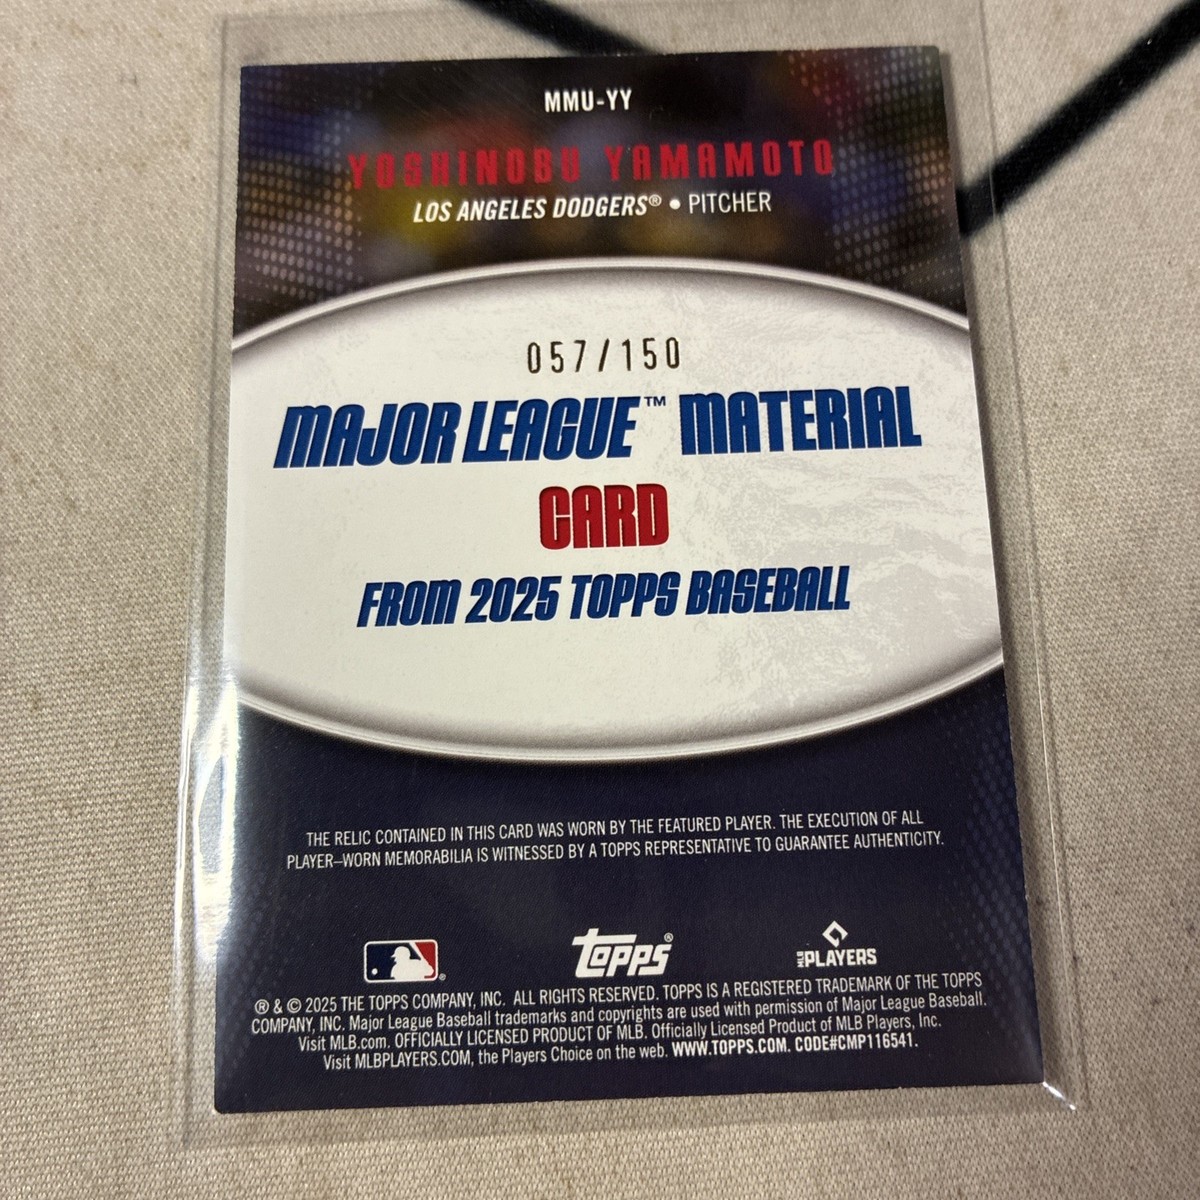 MMU-YY
YOSHINOBU YAMAMOTO
LOS ANGELES DODGERS® • PITCHER
057/150
MAJOR LEAGUE™ MATERIAL
CARD
FROM 2025 TOPPS BASEBALL
THE RELIC CONTAINED IN THIS CARD WAS WORN BY THE FEATURED PLAYER. THE EXECUTION OF ALL
PLAYER–WORN MEMORABILIA IS WITNESSED BY A TOPPS REPRESENTATIVE TO GUARANTEE AUTHENTICITY.
® topps® MLB PLAYERS
® & © 2025 THE TOPPS COMPANY, INC. ALL RIGHTS RESERVED. TOPPS IS A REGISTERED TRADEMARK OF THE TOPPS
COMPANY, INC. Major League Baseball trademarks and copyrights are used with permission of Major League Baseball.
Visit MLB.com. OFFICIALLY LICENSED PRODUCT OF MLB. Officially Licensed Product of MLB Players, Inc.
Visit MLBPLAYERS.COM, the Players Choice on the web. WWW.TOPPS.COM. CODE#CMP116541.